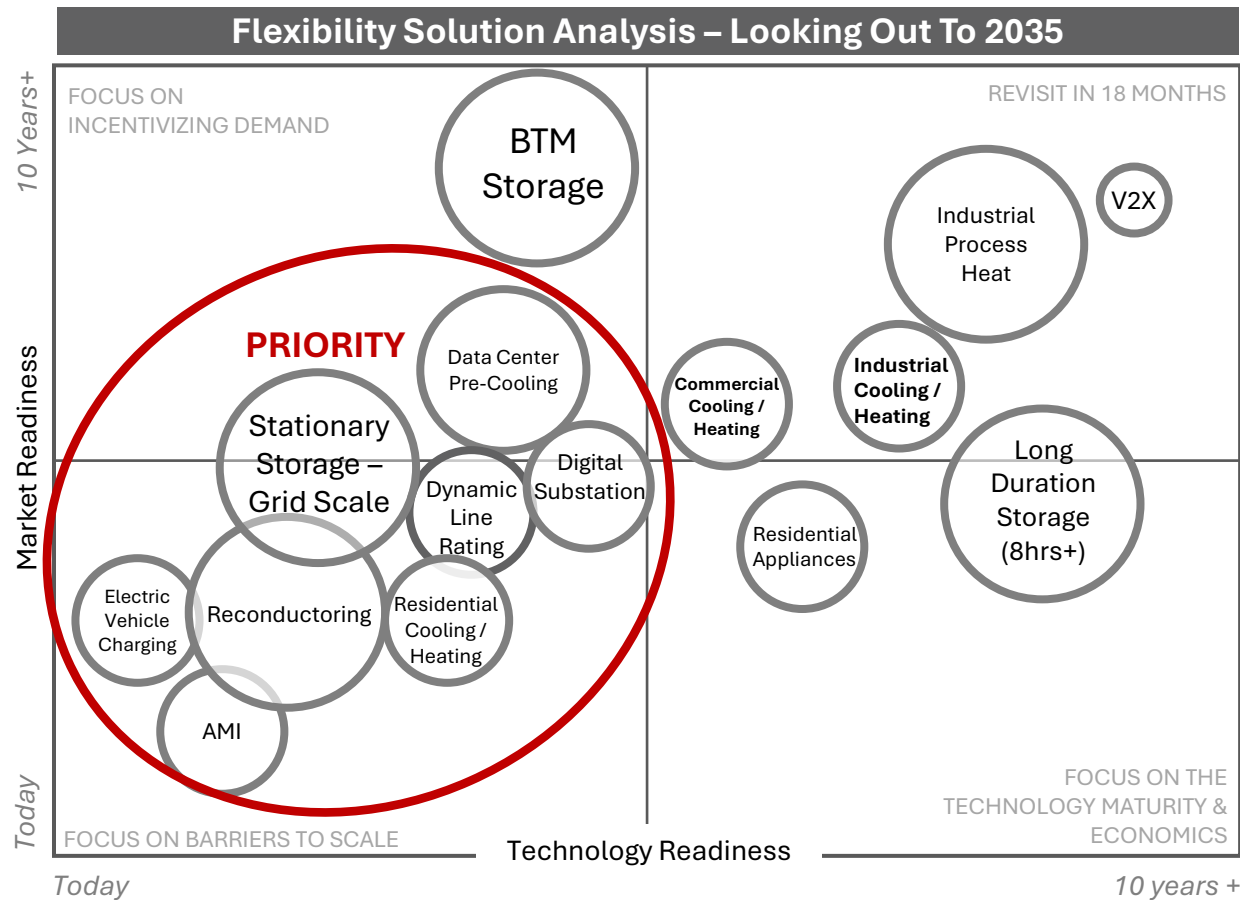 Flexibility Solution Analysis – Looking Out To 2035
10 Years+
FOCUS ON
INCENTIVIZING DEMAND
REVISIT IN 18 MONTHS
BTM
Storage
V2X
Industrial
Process
Heat
PRIORITY
Data Center
Pre-Cooling
Commercial
Cooling /
Heating
Industrial
Cooling /
Heating
Stationary
Storage –
Grid Scale
Market Readiness
Dynamic
Line
Rating
Digital
Substation
Long
Duration
Storage
(8hrs+)
Residential
Appliances
Electric
Vehicle
Charging
Reconductoring
Residential
Cooling /
Heating
AMI
Today
FOCUS ON BARRIERS TO SCALE
FOCUS ON THE
TECHNOLOGY MATURITY &
ECONOMICS
Technology Readiness
Today
10 years +